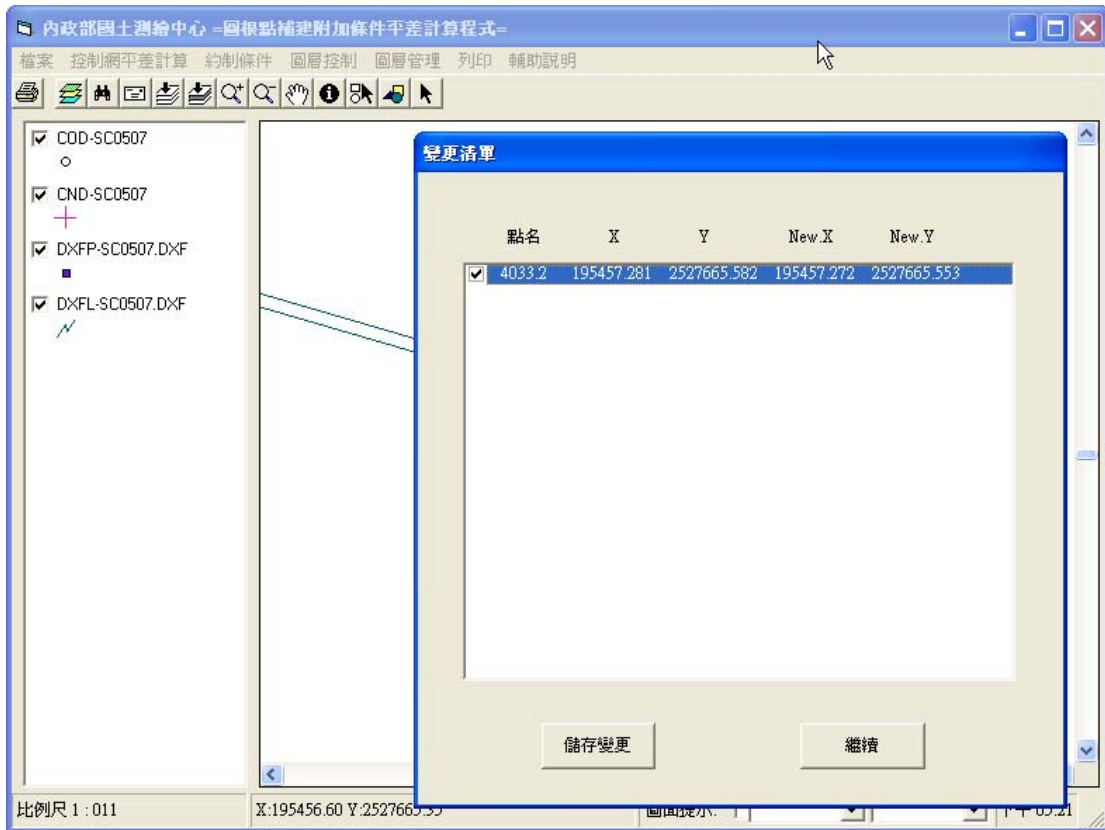 內政部國土測繪中心 =圖根點補建附加條件平差計算程式=
檔案 控制網平差計算 約制條件 圖層控制 圖層管理 列印 輔助說明
COD-SC0507
CND-SC0507
DXFP-SC0507.DXF
DXFL-SC0507.DXF
變更清單
點名 X Y New.X New.Y
4033.2 195457.281 2527665.582 195457.272 2527665.553
儲存變更 繼續
比例尺 1 : 011 X:195456.60 Y:2527665.55